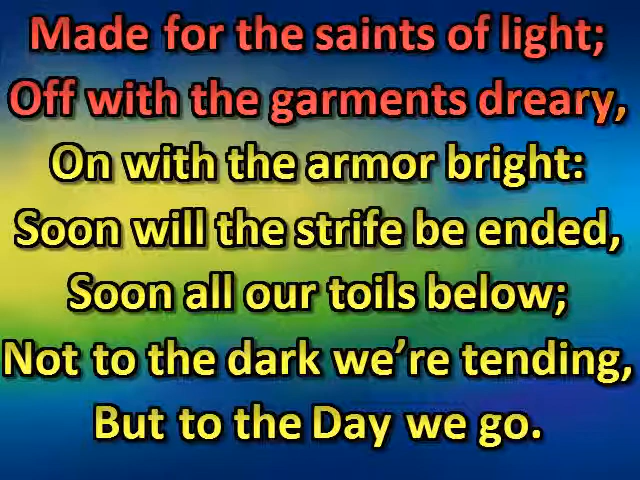 Made for the saints of light;
Off with the garments dreary,
On with the armor bright:
Soon will the strife be ended,
Soon all our toils below;
Not to the dark we’re tending,
But to the Day we go.